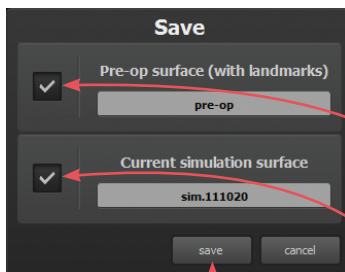 Save
Pre-op surface (with landmarks)
pre-op
Current simulation surface
sim.111020
save
cancel